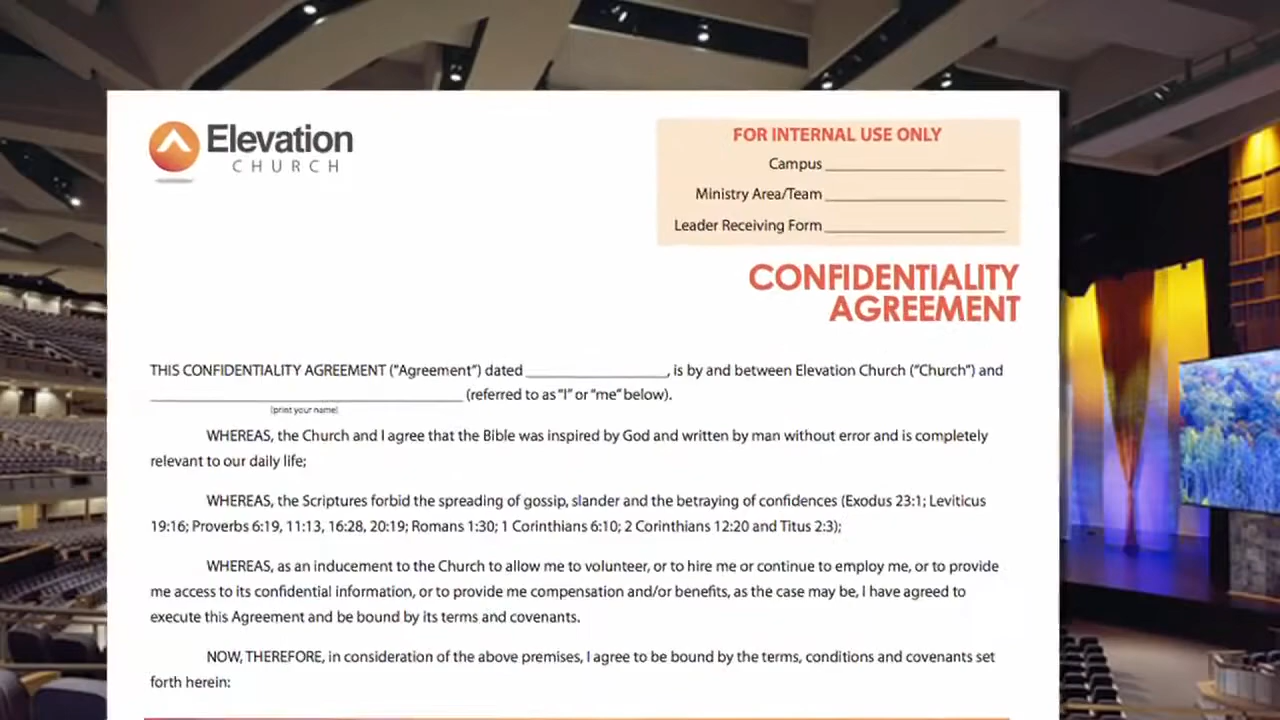 Elevation
CHURCH
FOR INTERNAL USE ONLY
Campus
Ministry Area/Team
Leader Receiving Form
CONFIDENTIALITY
AGREEMENT
THIS CONFIDENTIALITY AGREEMENT (“Agreement”) dated ________________, is by and between Elevation Church (“Church”) and
___________________________________ (referred to as “I” or “me” below).
(print your name)
WHEREAS, the Church and I agree that the Bible was inspired by God and written by man without error and is completely
relevant to our daily life;
WHEREAS, the Scriptures forbid the spreading of gossip, slander and the betraying of confidences (Exodus 23:1; Leviticus
19:16; Proverbs 6:19, 11:13, 16:28, 20:19; Romans 1:30; 1 Corinthians 6:10; 2 Corinthians 12:20 and Titus 2:3);
WHEREAS, as an inducement to the Church to allow me to volunteer, or to hire me or continue to employ me, or to provide
me access to its confidential information, or to provide me compensation and/or benefits, as the case may be, I have agreed to
execute this Agreement and be bound by its terms and covenants.
NOW, THEREFORE, in consideration of the above premises, I agree to be bound by the terms, conditions and covenants set
forth herein: